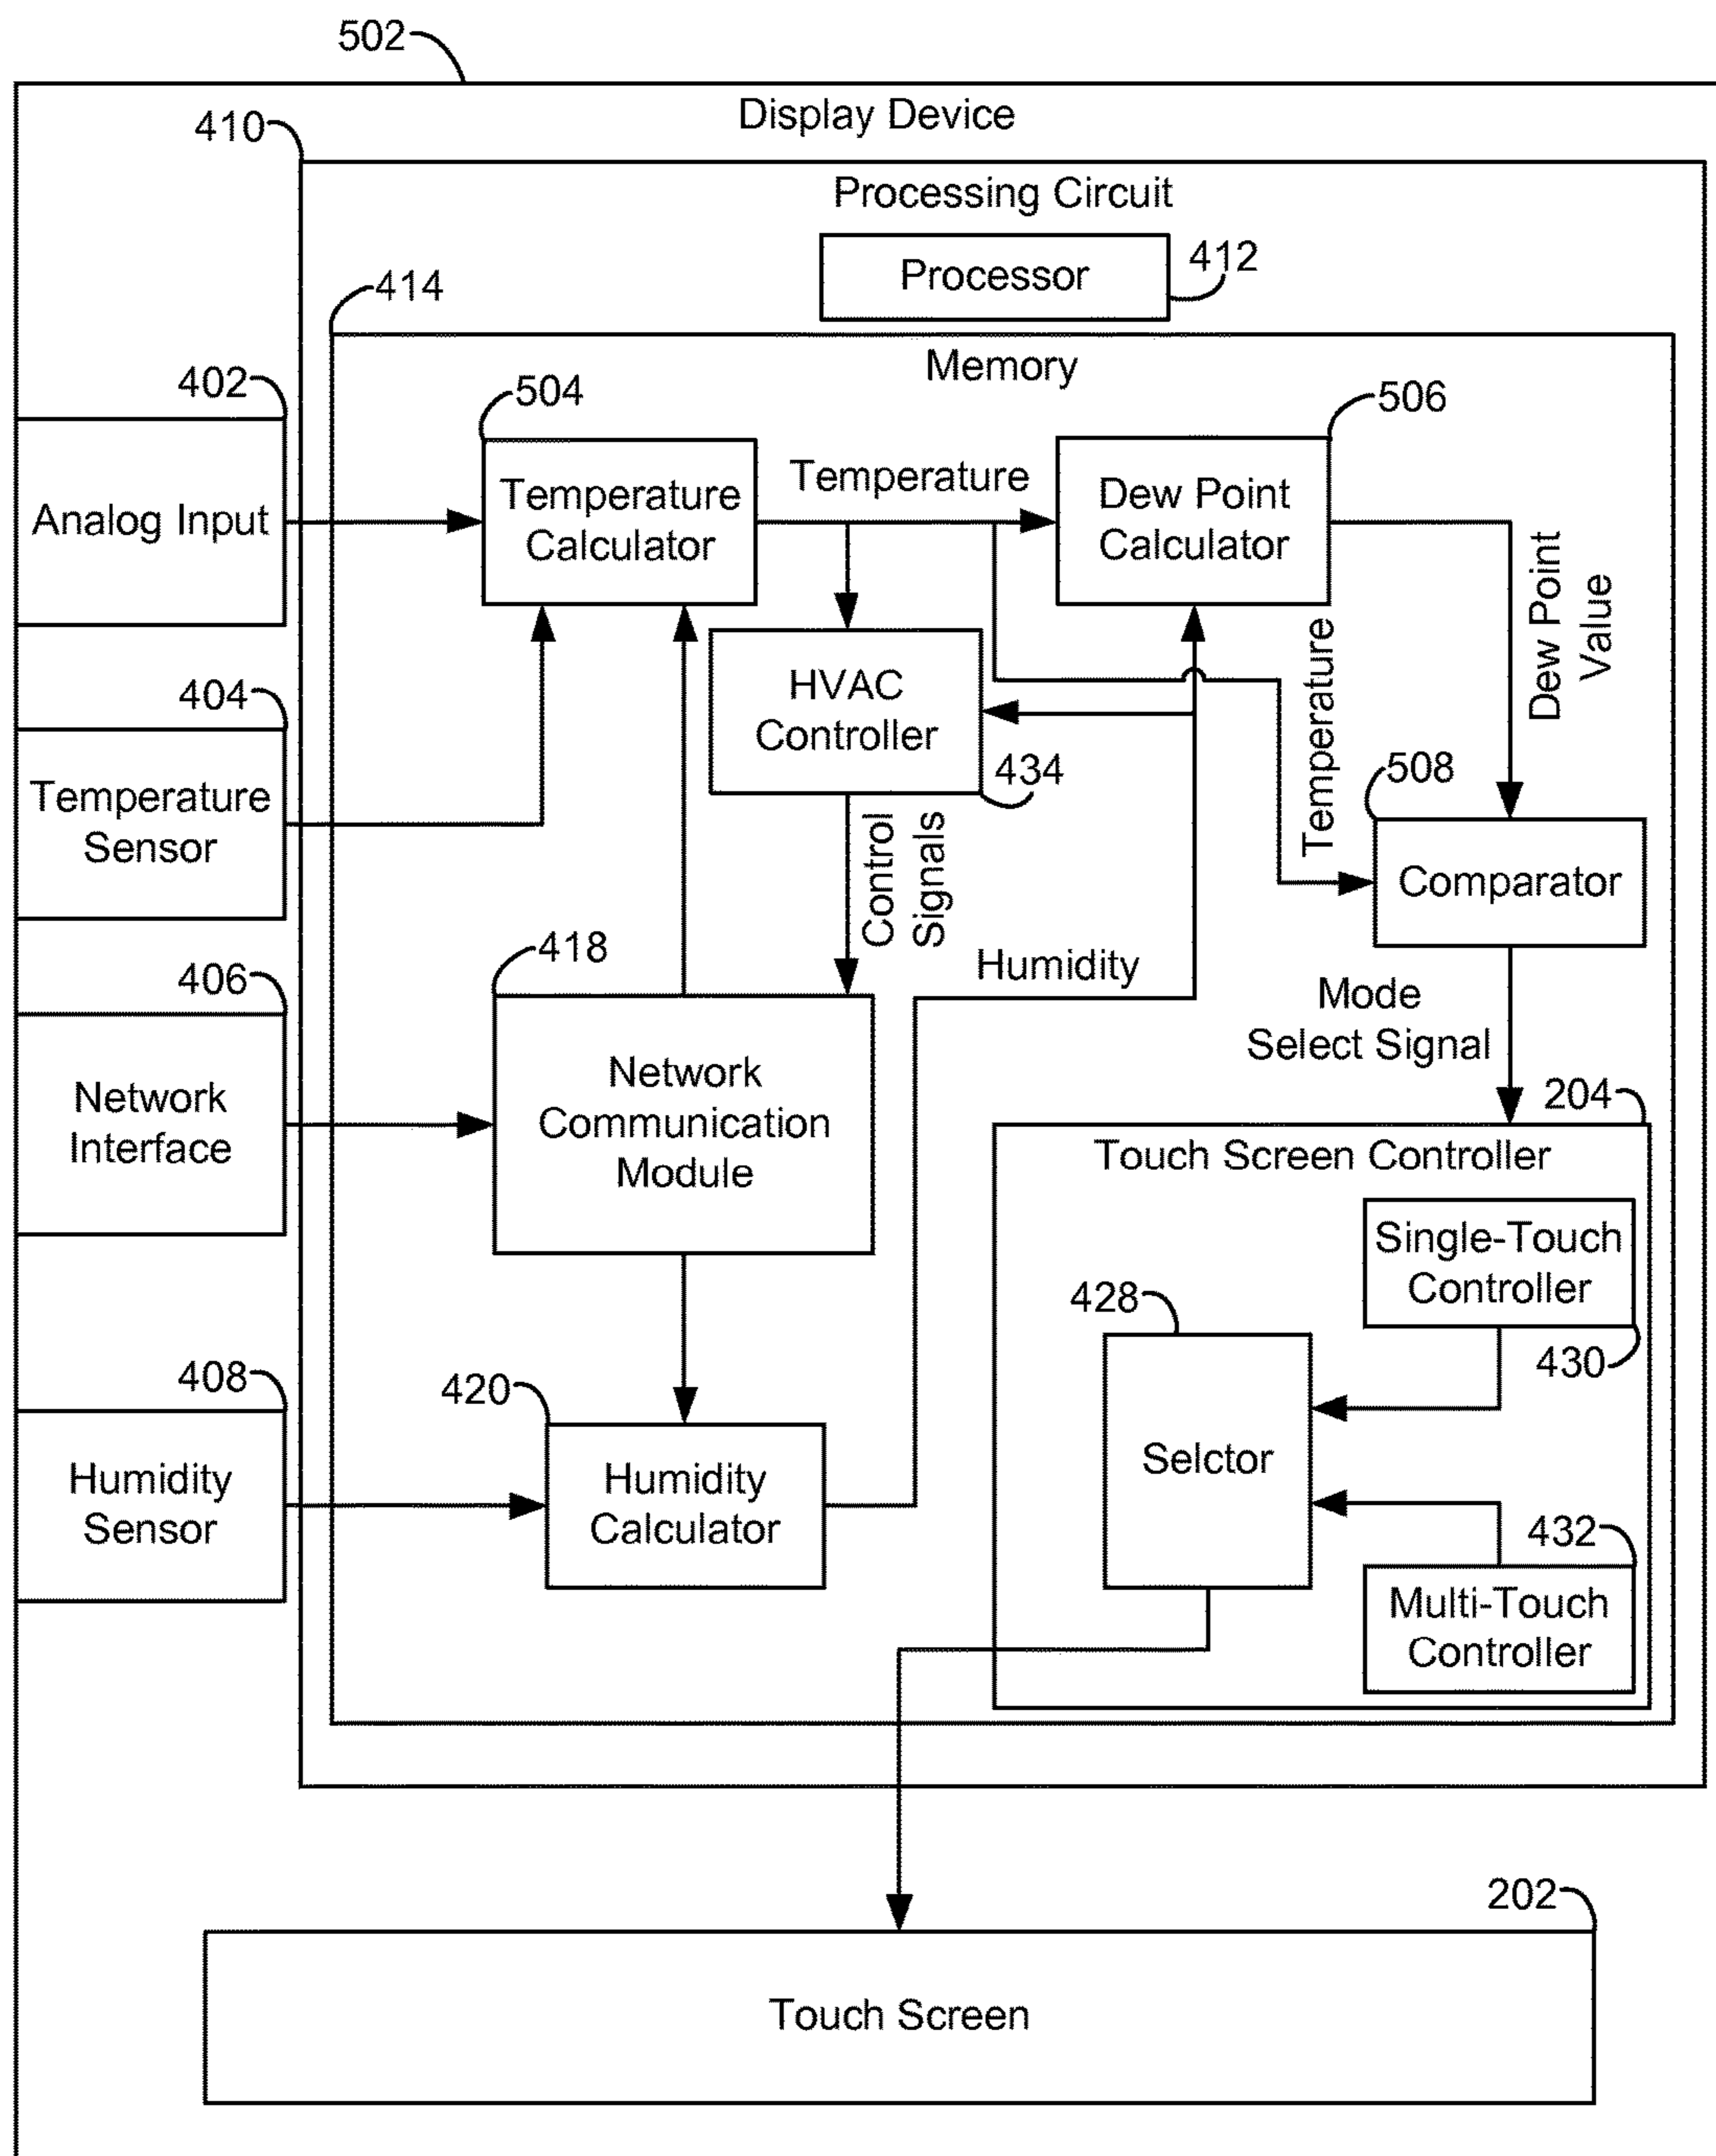 502
Display Device
410
Processing Circuit
Processor
412
414
Memory
402
504
506
Analog Input
Temperature
Calculator
Temperature
Dew Point
Calculator
Dew Point
Value
404
HVAC
Controller
Temperature
434
508
Temperature
Sensor
Control
Signals
Comparator
418
Humidity
406
Mode
Select Signal
Network
Interface
Network
Communication
Module
204
Touch Screen Controller
Single-Touch
Controller
428
430
408
420
Humidity
Sensor
Humidity
Calculator
Selctor
432
Multi-Touch
Controller
202
Touch Screen